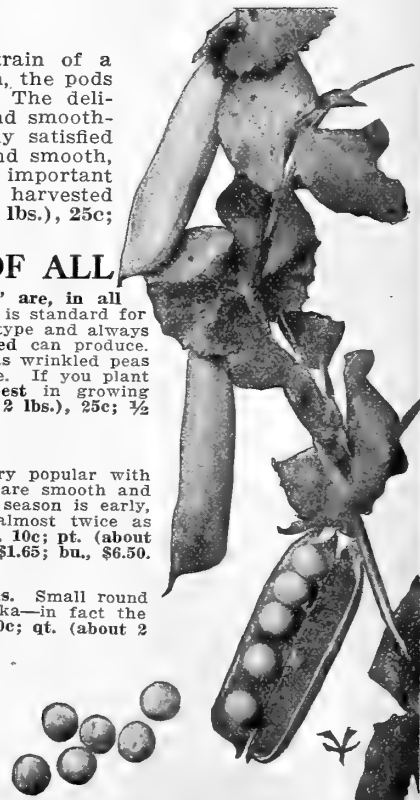 train of a
, the pods
The deli-
nd smooth-
y satisfied
nd smooth,
important
harvested
lbs.), 25c;
OF ALL
' are, in all
is standard for
type and always
ed can produce.
s wrinkled peas
e. If you plant
est in growing
2 lbs.), 25c; ½
ry popular with
are smooth and
season is early,
almost twice as
10c; pt. (about
$1.65; bu., $6.50.
s. Small round
ka—in fact the
0c; qt. (about 2